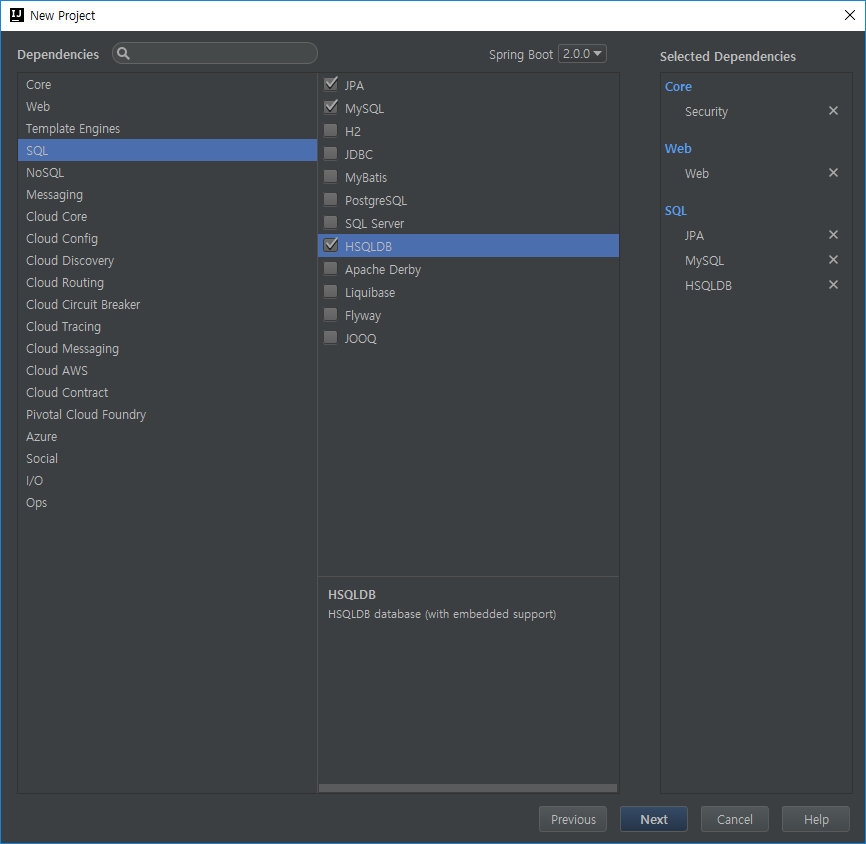 New Project
Dependencies
Spring Boot 2.0.0
Selected Dependencies
Core
Web
Template Engines
SQL
NoSQL
Messaging
Cloud Core
Cloud Config
Cloud Discovery
Cloud Routing
Cloud Circuit Breaker
Cloud Tracing
Cloud Messaging
Cloud AWS
Cloud Contract
Pivotal Cloud Foundry
Azure
Social
I/O
Ops
JPA
MySQL
H2
JDBC
MyBatis
PostgreSQL
SQL Server
HSQLDB
Apache Derby
Liquibase
Flyway
JOOQ
HSQLDB
HSQLDB database (with embedded support)
Core
Security
Web
Web
SQL
JPA
MySQL
HSQLDB
Previous
Next
Cancel
Help